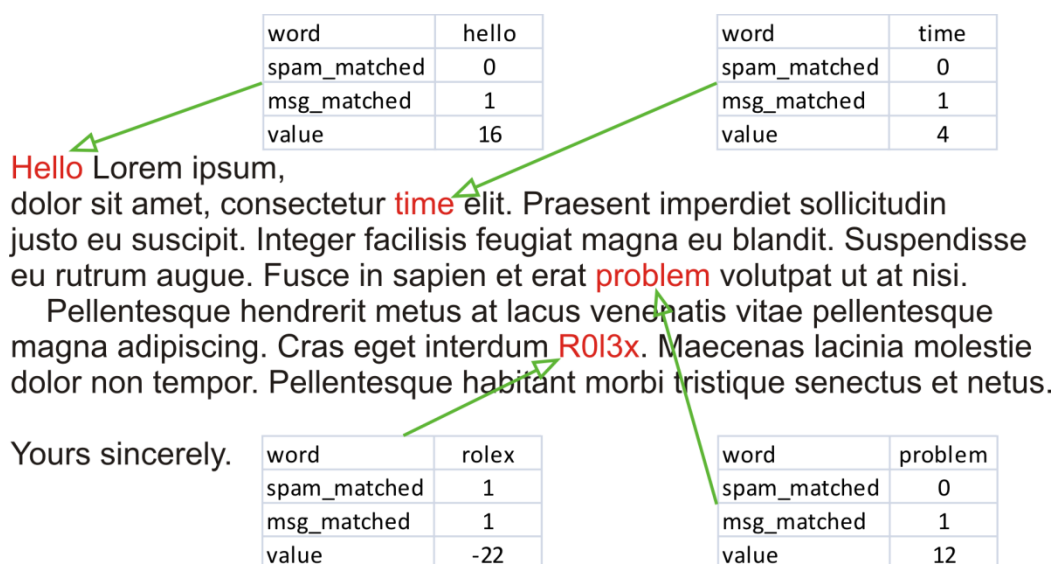 word hello
spam_matched 0
msg_matched 1
value 16
word time
spam_matched 0
msg_matched 1
value 4
Hello Lorem ipsum,
dolor sit amet, consectetur time elit. Praesent imperdiet sollicitudin
justo eu suscipit. Integer facilisis feugiat magna eu blandit. Suspendisse
eu rutrum augue. Fusce in sapien et erat problem volutpat ut at nisi.
Pellentesque hendrerit metus at lacus venenatis vitae pellentesque
magna adipiscing. Cras eget interdum R0l3x. Maecenas lacinia molestie
dolor non tempor. Pellentesque habitant morbi tristique senectus et netus.
Yours sincerely.
word rolex
spam_matched 1
msg_matched 1
value -22
word problem
spam_matched 0
msg_matched 1
value 12